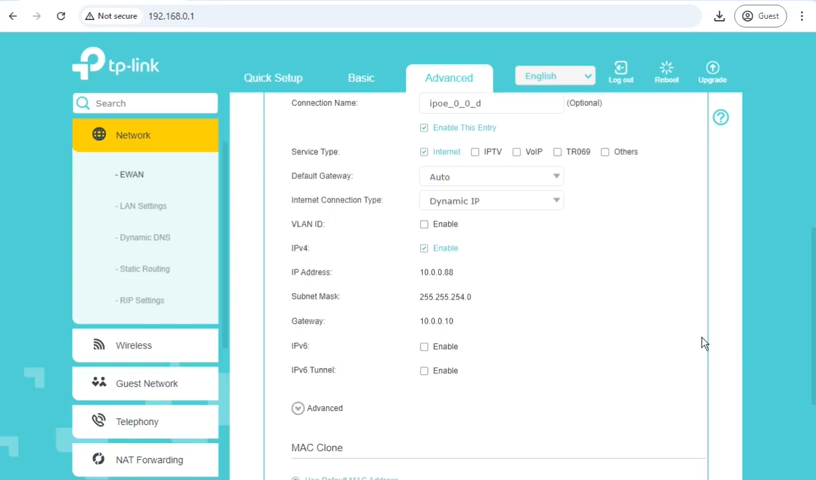 Not secure 192.168.0.1 Guest
tp-link
Quick Setup Basic Advanced English Log out Reboot Upgrade
Search
Connection Name: ipoe_0_0_d (Optional)
Network
Enable This Entry
Service Type: Internet IPTV VoIP TR069 Others
- EWAN
Default Gateway: Auto
Internet Connection Type: Dynamic IP
- LAN Settings
VLAN ID: Enable
- Dynamic DNS
IPv4: Enable
- Static Routing
IP Address: 10.0.0.88
Subnet Mask: 255.255.254.0
- RIP Settings
Gateway: 10.0.0.10
Wireless
IPv6: Enable
IPv6 Tunnel: Enable
Guest Network
Advanced
Telephony
MAC Clone
NAT Forwarding
Use Default MAC Address